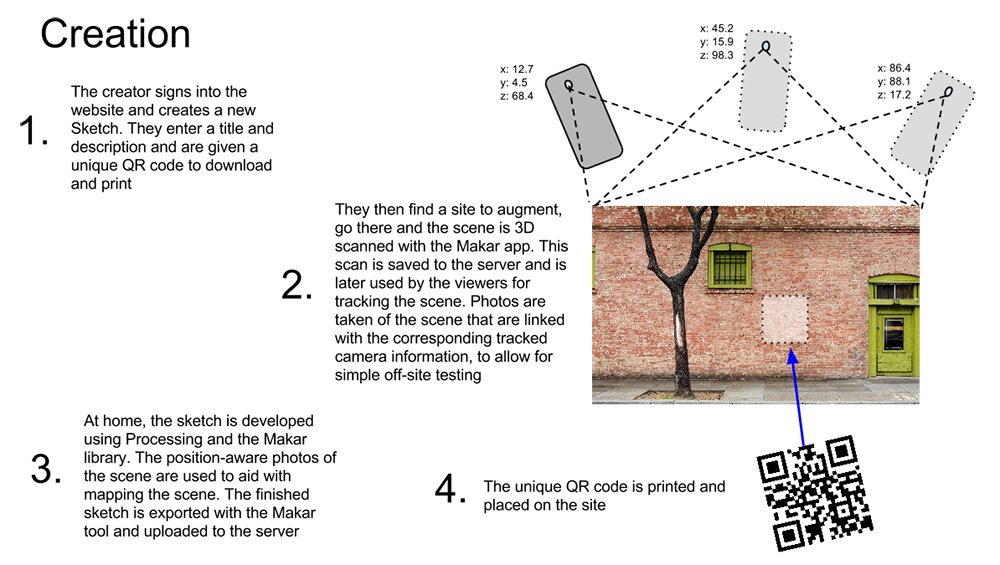 Creation
x: 45.2
y: 15.9
z: 98.3
x: 12.7
y: 4.5
z: 68.4
x: 86.4
y: 88.1
z: 17.2
1.
The creator signs into the
website and creates a new
Sketch. They enter a title and
description and are given a
unique QR code to download
and print
2.
They then find a site to augment,
go there and the scene is 3D
scanned with the Makar app. This
scan is saved to the server and is
later used by the viewers for
tracking the scene. Photos are
taken of the scene that are linked
with the corresponding tracked
camera information, to allow for
simple off-site testing
3.
At home, the sketch is developed
using Processing and the Makar
library. The position-aware photos of
the scene are used to aid with
mapping the scene. The finished
sketch is exported with the Makar
tool and uploaded to the server
4.
The unique QR code is printed and
placed on the site